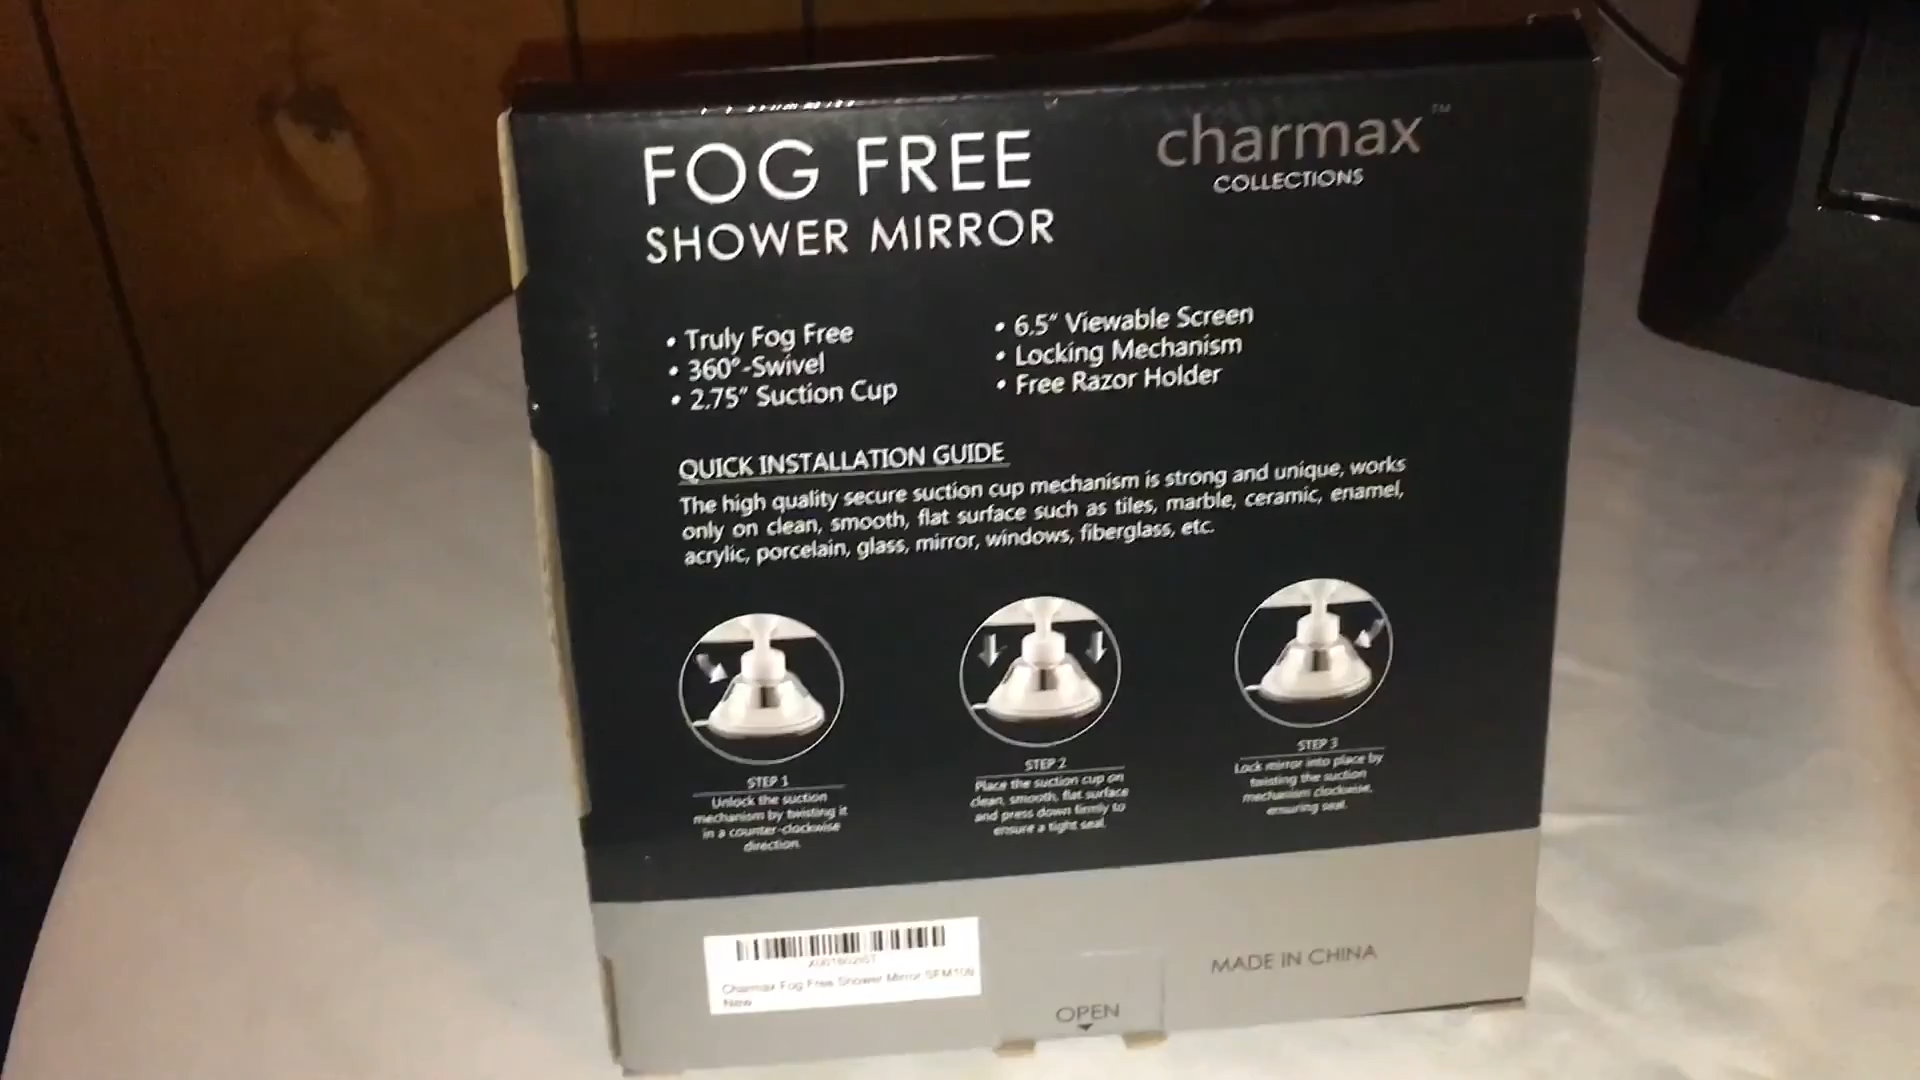 FOG FREE
SHOWER MIRROR
charmax™
COLLECTIONS
• Truly Fog Free
• 360°-Swivel
• 2.75" Suction Cup
• 6.5" Viewable Screen
• Locking Mechanism
• Free Razor Holder
QUICK INSTALLATION GUIDE
The high quality secure suction cup mechanism is strong and unique, works
only on clean, smooth, flat surface such as tiles, marble, ceramic, enamel,
acrylic, porcelain, glass, mirror, windows, fiberglass, etc.
STEP 1
Unlock the suction
mechanism by twisting it
in a counter-clockwise
direction.
STEP 2
Place the suction cup on
clean, smooth, flat surface
and press down firmly to
ensure a tight seal.
STEP 3
Lock mirror into place by
twisting the suction
mechanism clockwise,
ensuring seal.
Charmax Fog Free Shower Mirror
New
OPEN
MADE IN CHINA